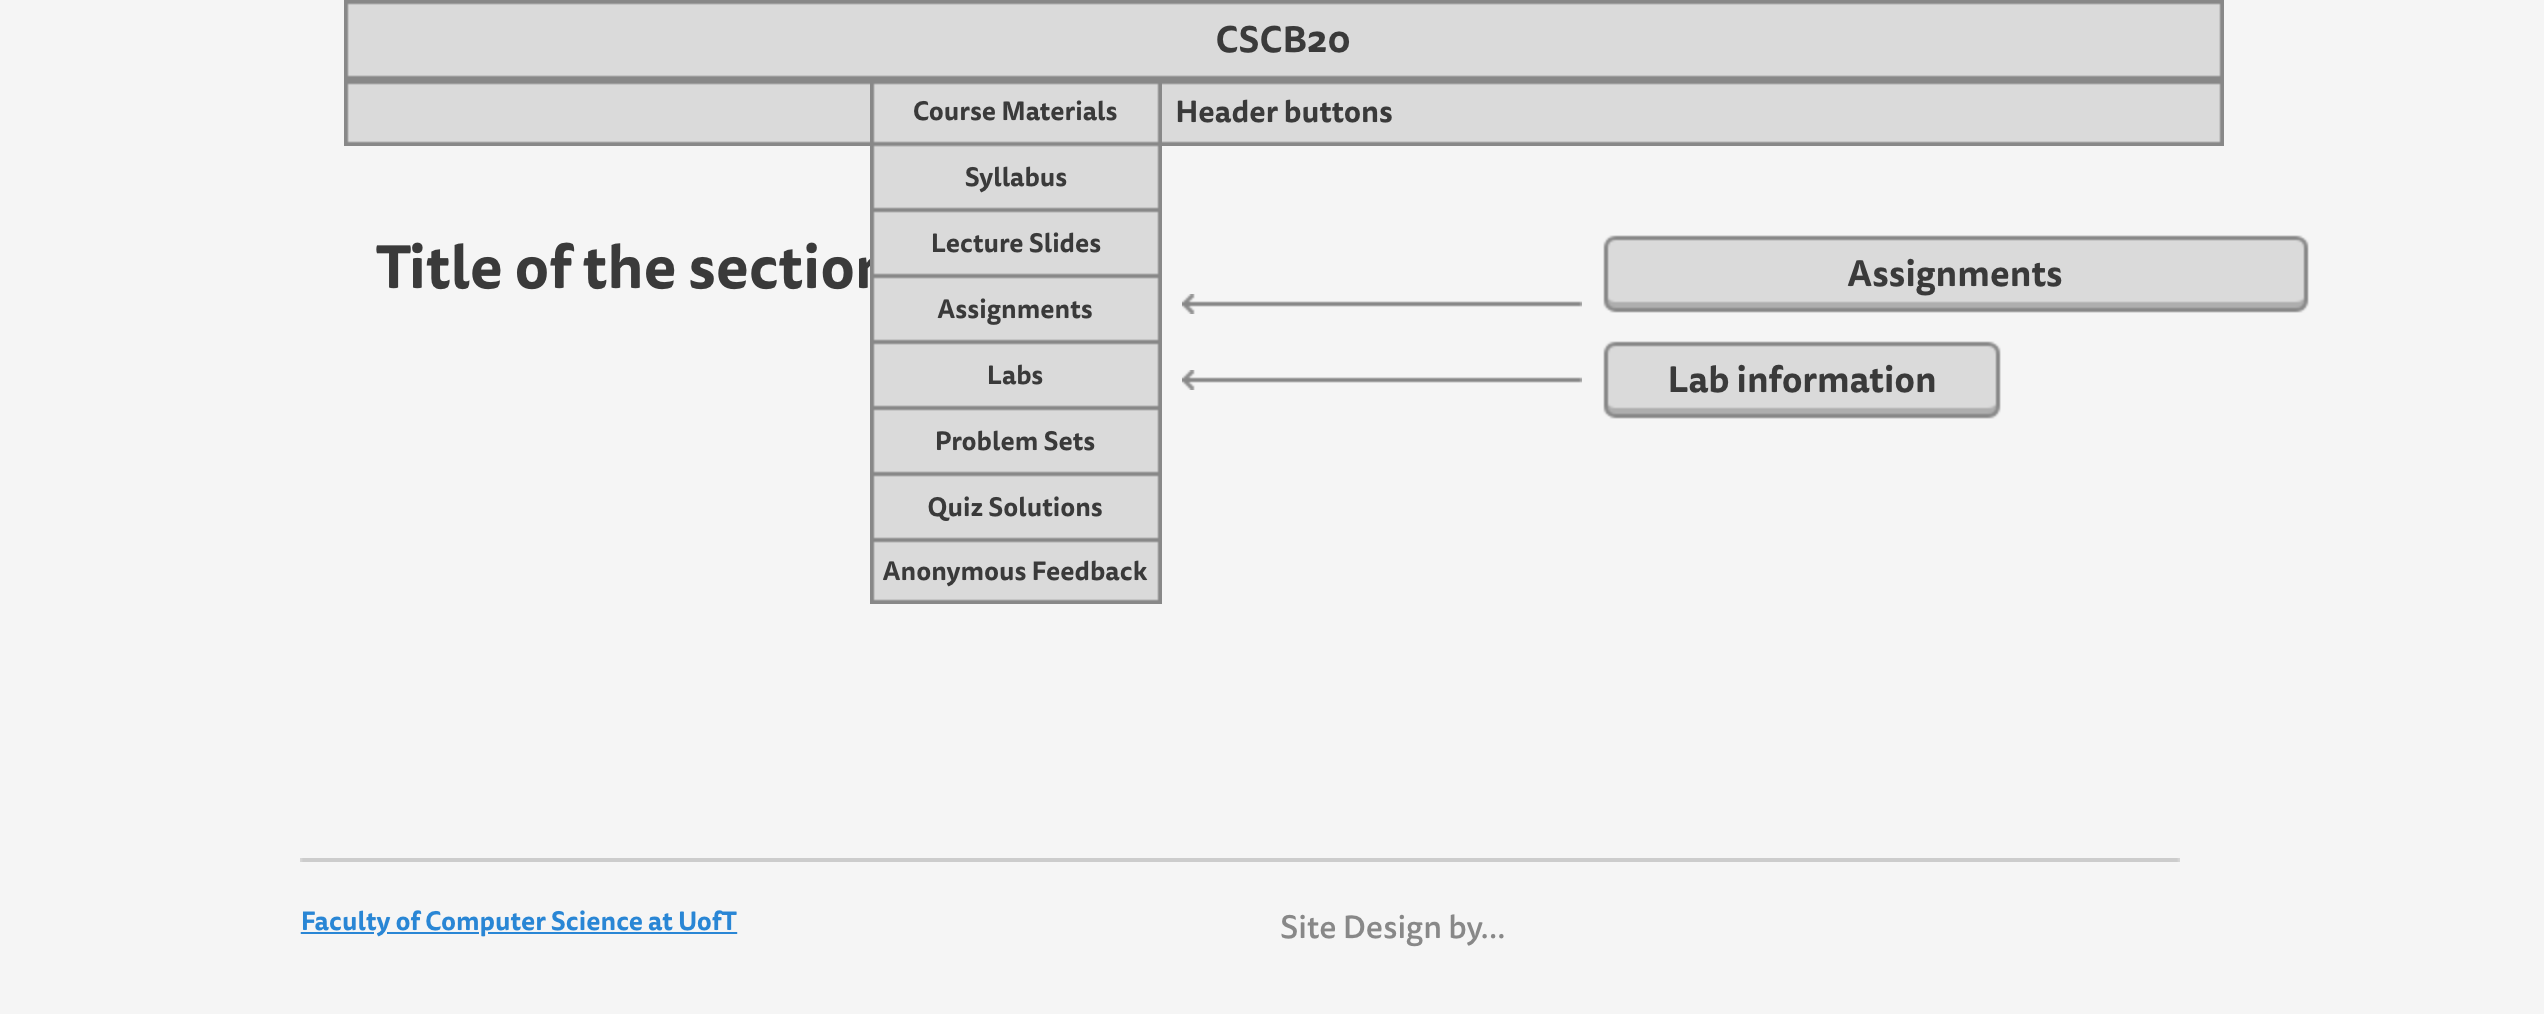 CSCB20
Course Materials
Header buttons
Syllabus
Lecture Slides
Title of the section
Assignments
Assignments
Labs
Lab information
Problem Sets
Quiz Solutions
Anonymous Feedback
Faculty of Computer Science at UofT
Site Design by...